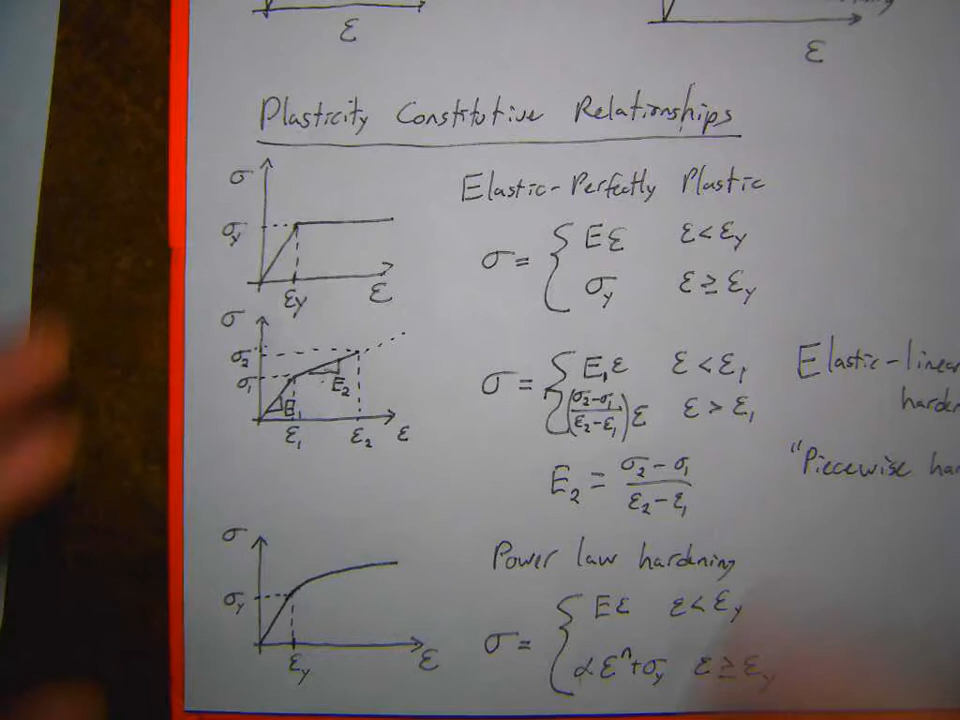 ε
ε
Plasticity Constitutive Relationships
σ
σy
εy
ε
Elastic-Perfectly Plastic
σ = { Eε ε < εy
σy ε ≥ εy
σ
σ2
σ1
E
E2
ε1
ε2
ε
σ = { E1ε ε < ε1
((σ2-σ1)/(ε2-ε1))ε ε > ε1
Elastic-linear
E2 = (σ2-σ1)/(ε2-ε1)
"Piecewise
σ
σy
εy
ε
Power law hardning
σ = { Eε ε < εy
αε^n+σy ε ≥ εy